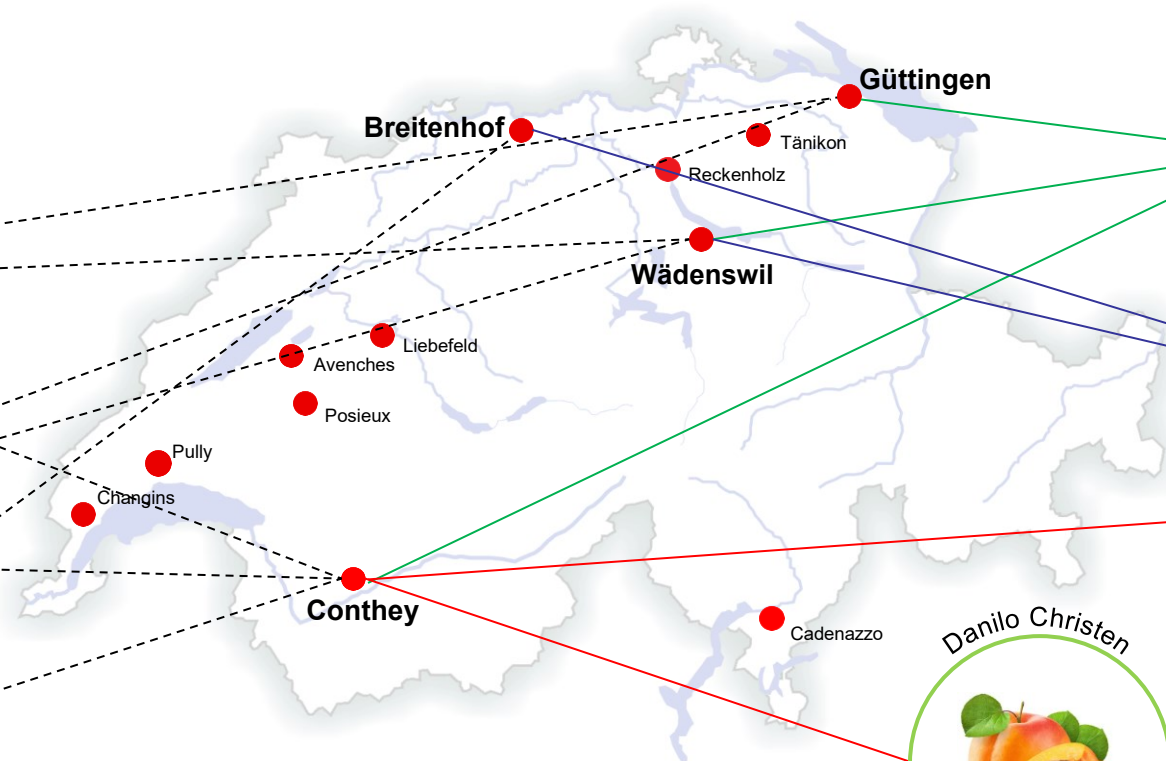 Güttingen
Breitenhof
Tänikon
Reckenholz
Wädenswil
Liebefeld
Avenches
Posieux
Pully
Changins
Conthey
Cadenazzo
Danilo Christen